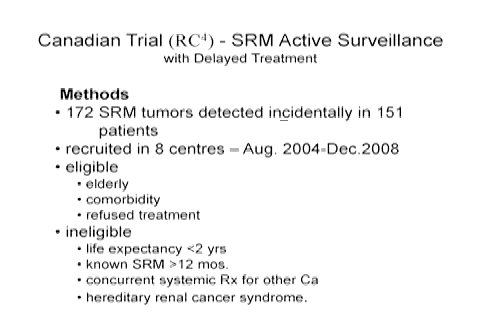 Canadian Trial (RC⁴) - SRM Active Surveillance
with Delayed Treatment
Methods
• 172 SRM tumors detected incidentally in 151
patients
• recruited in 8 centres – Aug. 2004-Dec.2008
• eligible
• elderly
• comorbidity
• refused treatment
• ineligible
• life expectancy <2 yrs
• known SRM >12 mos.
• concurrent systemic Rx for other Ca
• hereditary renal cancer syndrome.